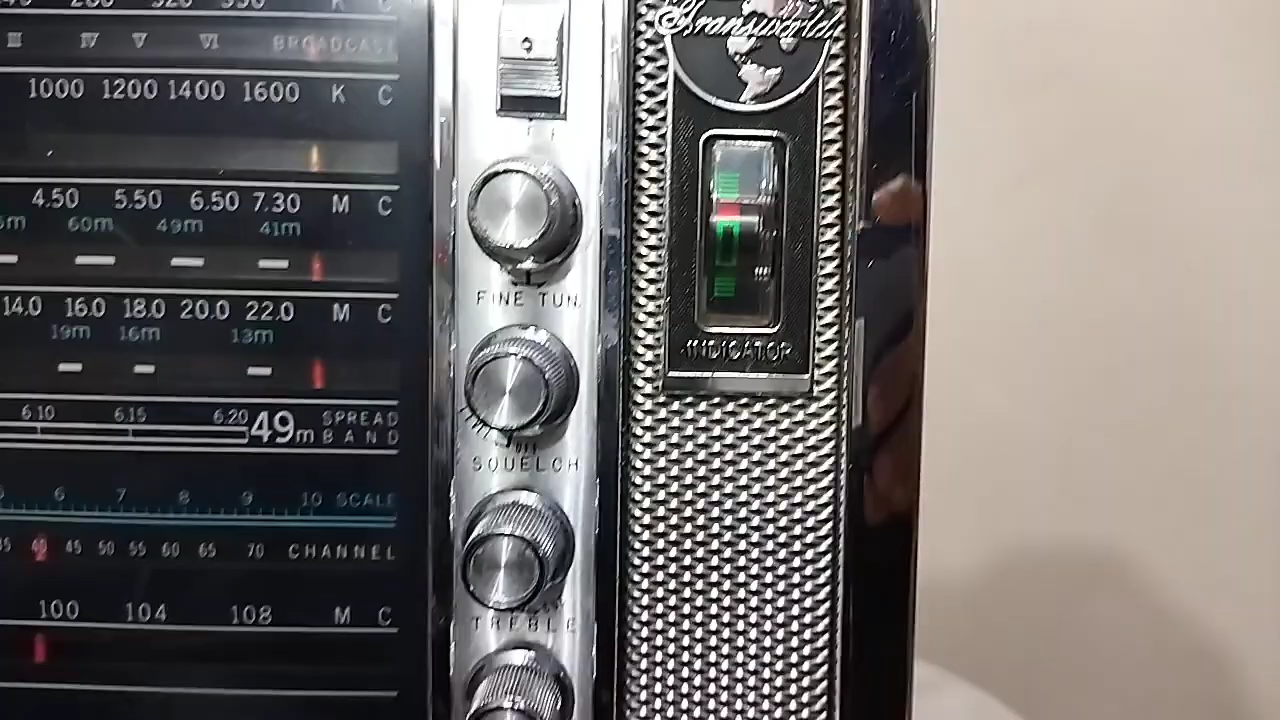 K C
III IV V VI BROADCAST
1000 1200 1400 1600 K C
4.50 5.50 6.50 7.30 M C
60m 49m 41m
14.0 16.0 18.0 20.0 22.0 M C
19m 16m 13m
6.10 6.15 6.20 49m SPREAD BAND
6 7 8 9 10 SCALE
40 45 50 55 60 65 70 CHANNEL
100 104 108 M C
FINE TUN.
SQUELCH
TREBLE
Transworld
INDICATOR